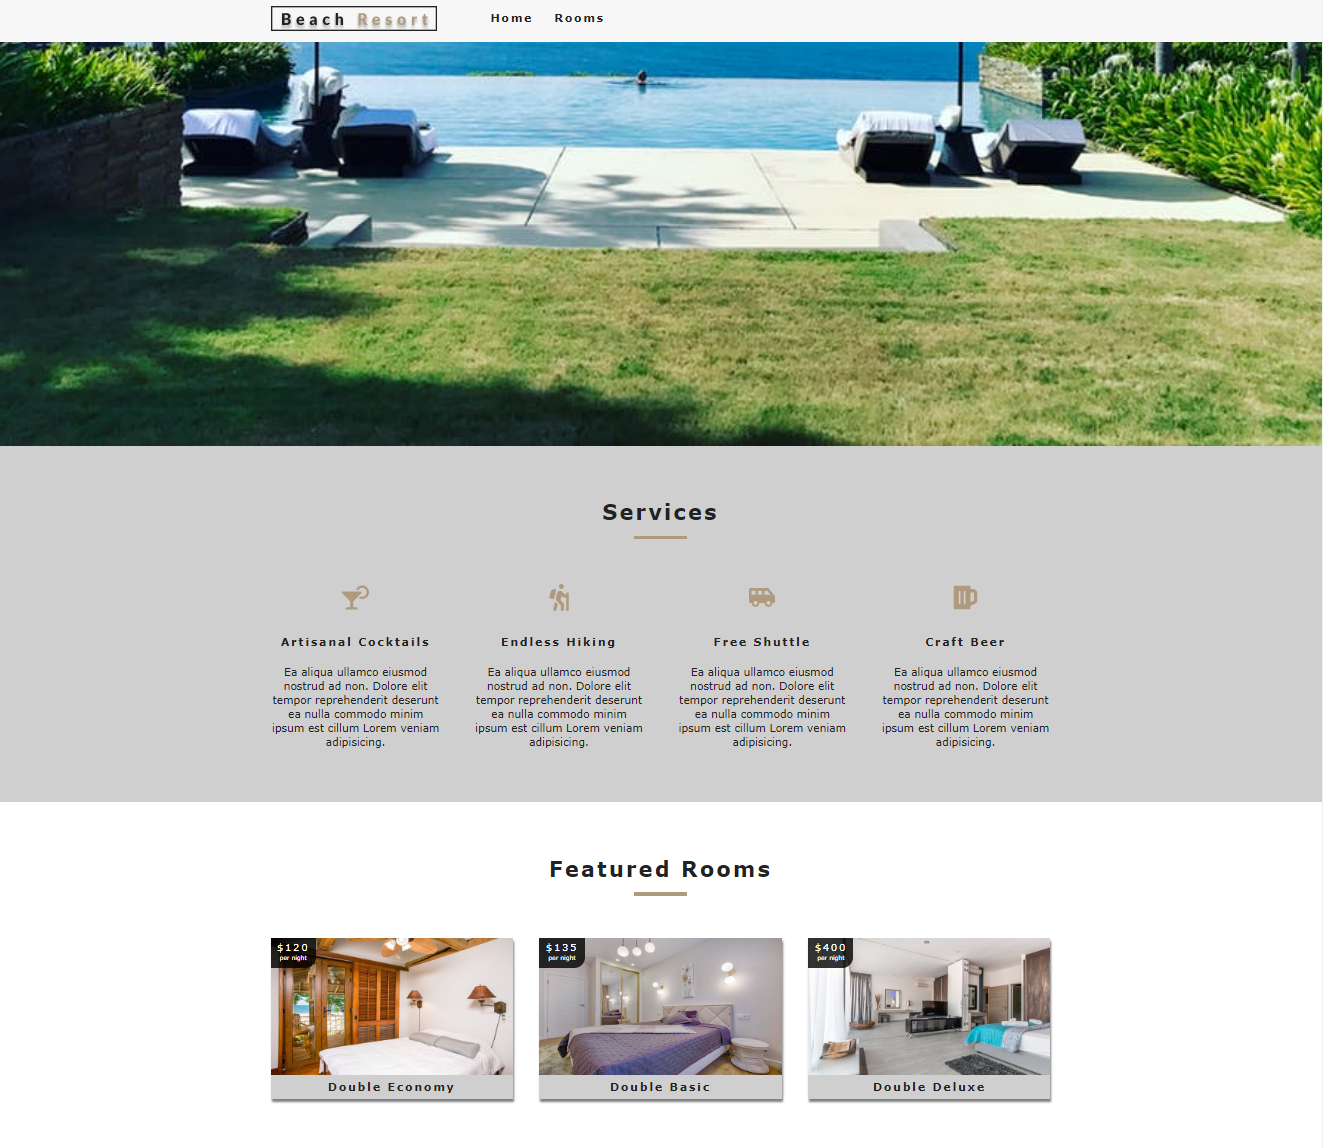 Beach Resort
Home Rooms
Services
Artisanal Cocktails
Ea aliqua ullamco eiusmod
nostrud ad non. Dolore elit
tempor reprehenderit deserunt
ea nulla commodo minim
ipsum est cillum Lorem veniam
adipisicing.
Endless Hiking
Ea aliqua ullamco eiusmod
nostrud ad non. Dolore elit
tempor reprehenderit deserunt
ea nulla commodo minim
ipsum est cillum Lorem veniam
adipisicing.
Free Shuttle
Ea aliqua ullamco eiusmod
nostrud ad non. Dolore elit
tempor reprehenderit deserunt
ea nulla commodo minim
ipsum est cillum Lorem veniam
adipisicing.
Craft Beer
Ea aliqua ullamco eiusmod
nostrud ad non. Dolore elit
tempor reprehenderit deserunt
ea nulla commodo minim
ipsum est cillum Lorem veniam
adipisicing.
Featured Rooms
$120
per night
Double Economy
$135
per night
Double Basic
$400
per night
Double Deluxe